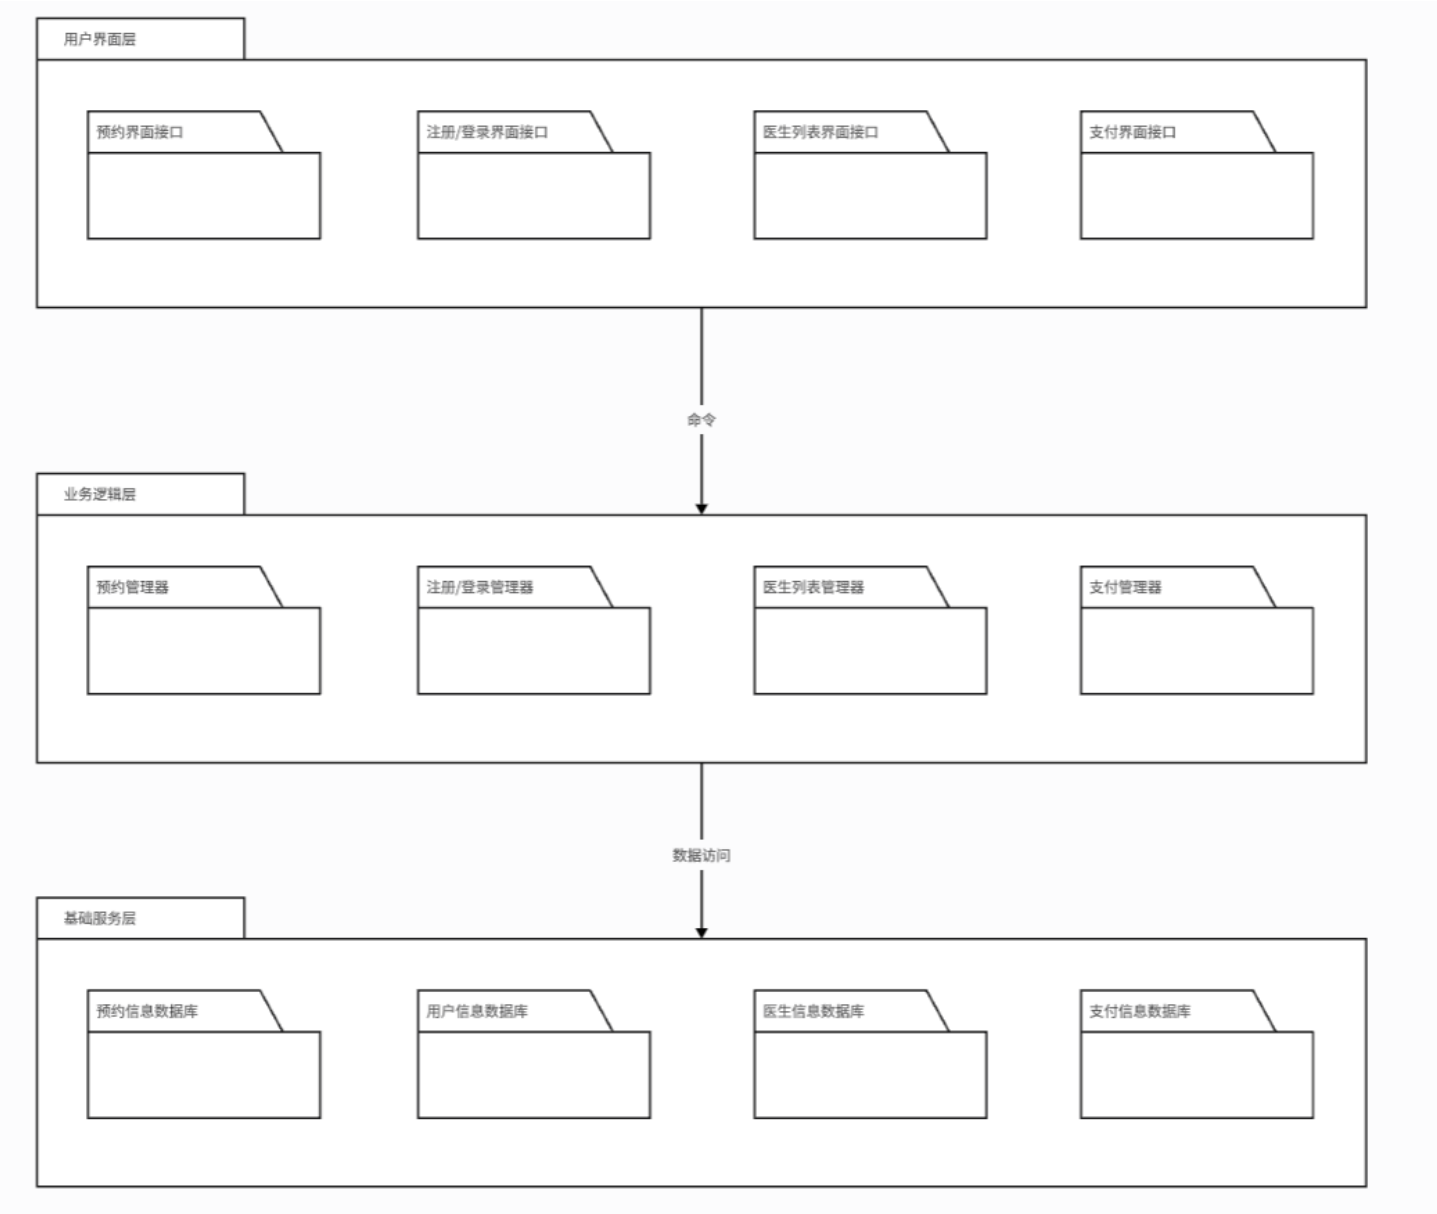 用户界面层
预约界面接口
注册/登录界面接口
医生列表界面接口
支付界面接口
命令
业务逻辑层
预约管理器
注册/登录管理器
医生列表管理器
支付管理器
数据访问
基础服务层
预约信息数据库
用户信息数据库
医生信息数据库
支付信息数据库